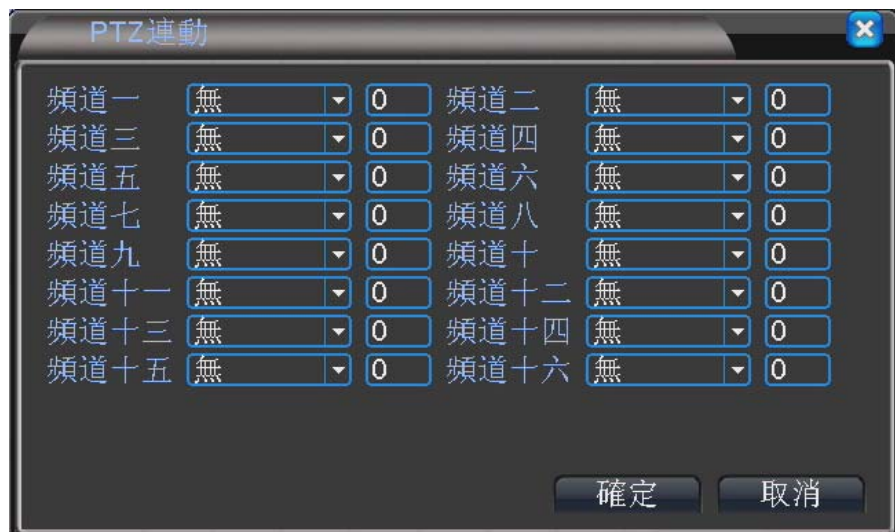 PTZ連動
頻道一 無 0 頻道二 無 0
頻道三 無 0 頻道四 無 0
頻道五 無 0 頻道六 無 0
頻道七 無 0 頻道八 無 0
頻道九 無 0 頻道十 無 0
頻道十一 無 0 頻道十二 無 0
頻道十三 無 0 頻道十四 無 0
頻道十五 無 0 頻道十六 無 0
確定 取消